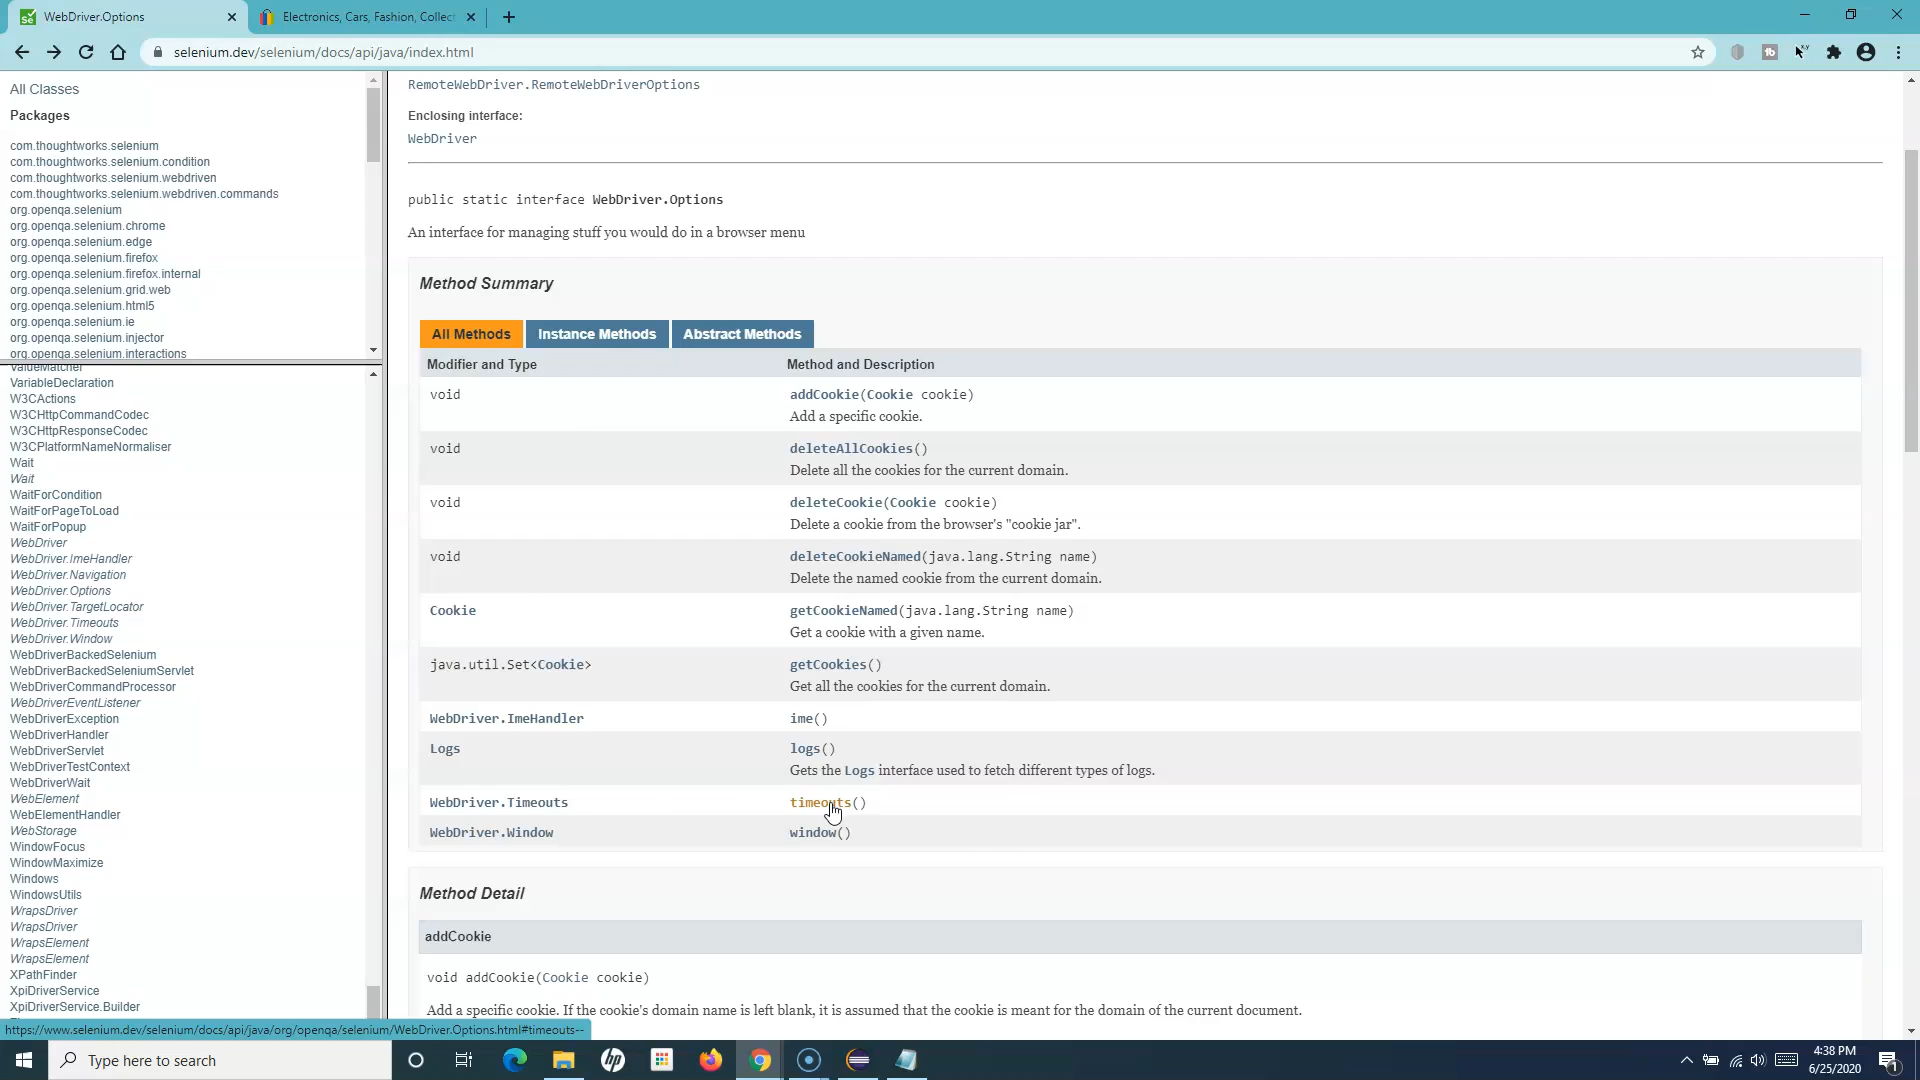 WebDriver.Options
Electronics, Cars, Fashion, Collect
selenium.dev/selenium/docs/api/java/index.html
All Classes
Packages
com.thoughtworks.selenium
com.thoughtworks.selenium.condition
com.thoughtworks.selenium.webdriven
com.thoughtworks.selenium.webdriven.commands
org.openqa.selenium
org.openqa.selenium.chrome
org.openqa.selenium.edge
org.openqa.selenium.firefox
org.openqa.selenium.firefox.internal
org.openqa.selenium.grid.web
org.openqa.selenium.html5
org.openqa.selenium.ie
org.openqa.selenium.injector
org.openqa.selenium.interactions
ValueMatcher
VariableDeclaration
W3CActions
W3CHttpCommandCodec
W3CHttpResponseCodec
W3CPlatformNameNormaliser
Wait
Wait
WaitForCondition
WaitForPageToLoad
WaitForPopup
WebDriver
WebDriver.ImeHandler
WebDriver.Navigation
WebDriver.Options
WebDriver.TargetLocator
WebDriver.Timeouts
WebDriver.Window
WebDriverBackedSelenium
WebDriverBackedSeleniumServlet
WebDriverCommandProcessor
WebDriverEventListener
WebDriverException
WebDriverHandler
WebDriverServlet
WebDriverTestContext
WebDriverWait
WebElement
WebElementHandler
WebStorage
WindowFocus
WindowMaximize
Windows
WindowsUtils
WrapsDriver
WrapsDriver
WrapsElement
WrapsElement
XPathFinder
XpiDriverService
XpiDriverService.Builder
RemoteWebDriver.RemoteWebDriverOptions
Enclosing interface:
WebDriver
public static interface WebDriver.Options
An interface for managing stuff you would do in a browser menu
Method Summary
All Methods Instance Methods Abstract Methods
Modifier and Type Method and Description
void addCookie(Cookie cookie)
Add a specific cookie.
void deleteAllCookies()
Delete all the cookies for the current domain.
void deleteCookie(Cookie cookie)
Delete a cookie from the browser's "cookie jar".
void deleteCookieNamed(java.lang.String name)
Delete the named cookie from the current domain.
Cookie getCookieNamed(java.lang.String name)
Get a cookie with a given name.
java.util.Set<Cookie> getCookies()
Get all the cookies for the current domain.
WebDriver.ImeHandler ime()
Logs logs()
Gets the Logs interface used to fetch different types of logs.
WebDriver.Timeouts timeouts()
WebDriver.Window window()
Method Detail
addCookie
void addCookie(Cookie cookie)
Add a specific cookie. If the cookie's domain name is left blank, it is assumed that the cookie is meant for the domain of the current document.
https://www.selenium.dev/selenium/docs/api/java/org/openqa/selenium/WebDriver.Options.html#timeouts--
Type here to search
4:38 PM
6/25/2020